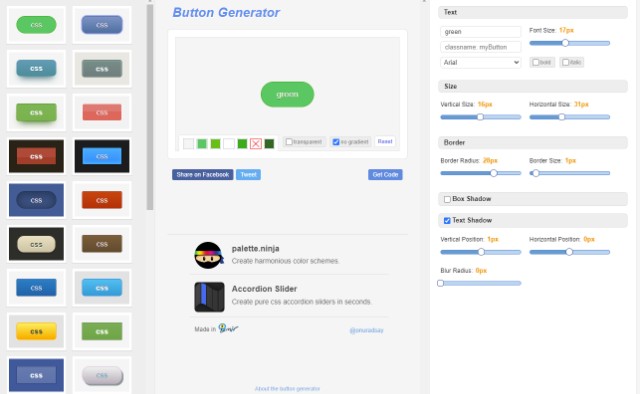 css css
css css
css css
css css
css css
css css
css css
css css
css css
Button Generator
green
transparent
no gradient
Reset
Share on Facebook
Tweet
Get Code
palette.ninja
Create harmonious color schemes.
Accordion Slider
Create pure css accordion sliders in seconds.
Made in
About the button generator
Text
green
Font Size: 17px
classname: myButton
Arial
bold
italic
Size
Vertical Size: 16px
Horizontal Size: 31px
Border
Border Radius: 28px
Border Size: 1px
Box Shadow
Text Shadow
Vertical Position: 1px
Horizontal Position: 0px
Blur Radius: 0px